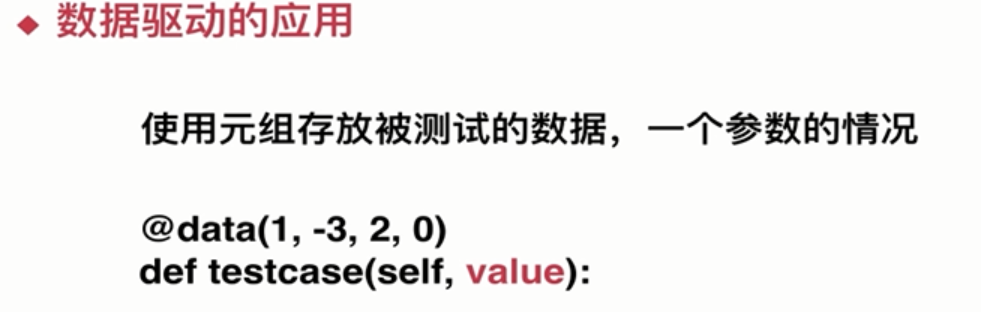 ◆ 数据驱动的应用
使用元组存放被测试的数据，一个参数的情况
@data(1, -3, 2, 0)
def testcase(self, value):